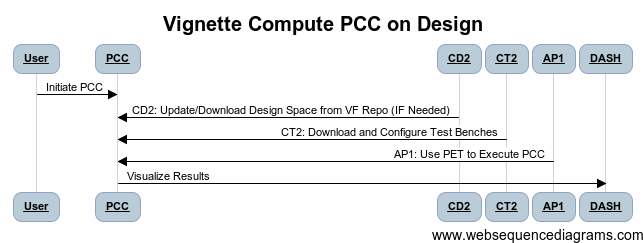 Vignette Compute PCC on Design
User PCC CD2 CT2 AP1 DASH
Initiate PCC
CD2: Update/Download Design Space from VF Repo (IF Needed)
CT2: Download and Configure Test Benches
AP1: Use PET to Execute PCC
Visualize Results
User PCC CD2 CT2 AP1 DASH
www.websequencediagrams.com